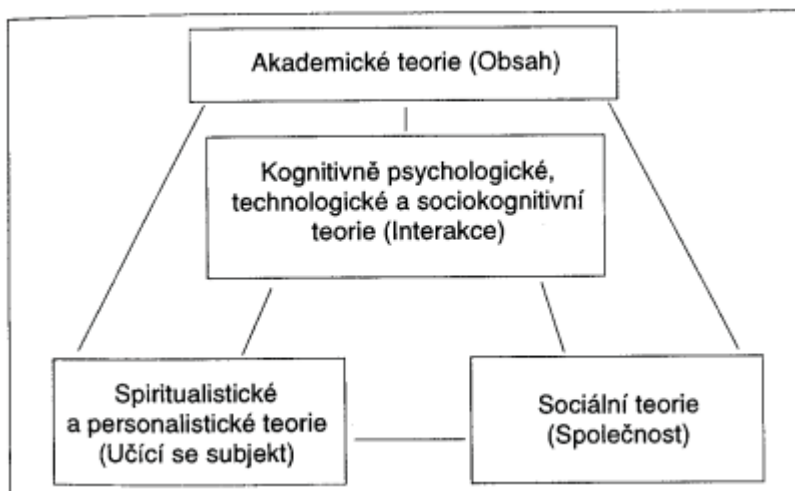 Akademické teorie (Obsah)
Kognitivně psychologické,
technologické a sociokognitivní
teorie (Interakce)
Spiritualistické
a personalistické teorie
(Učící se subjekt)
Sociální teorie
(Společnost)